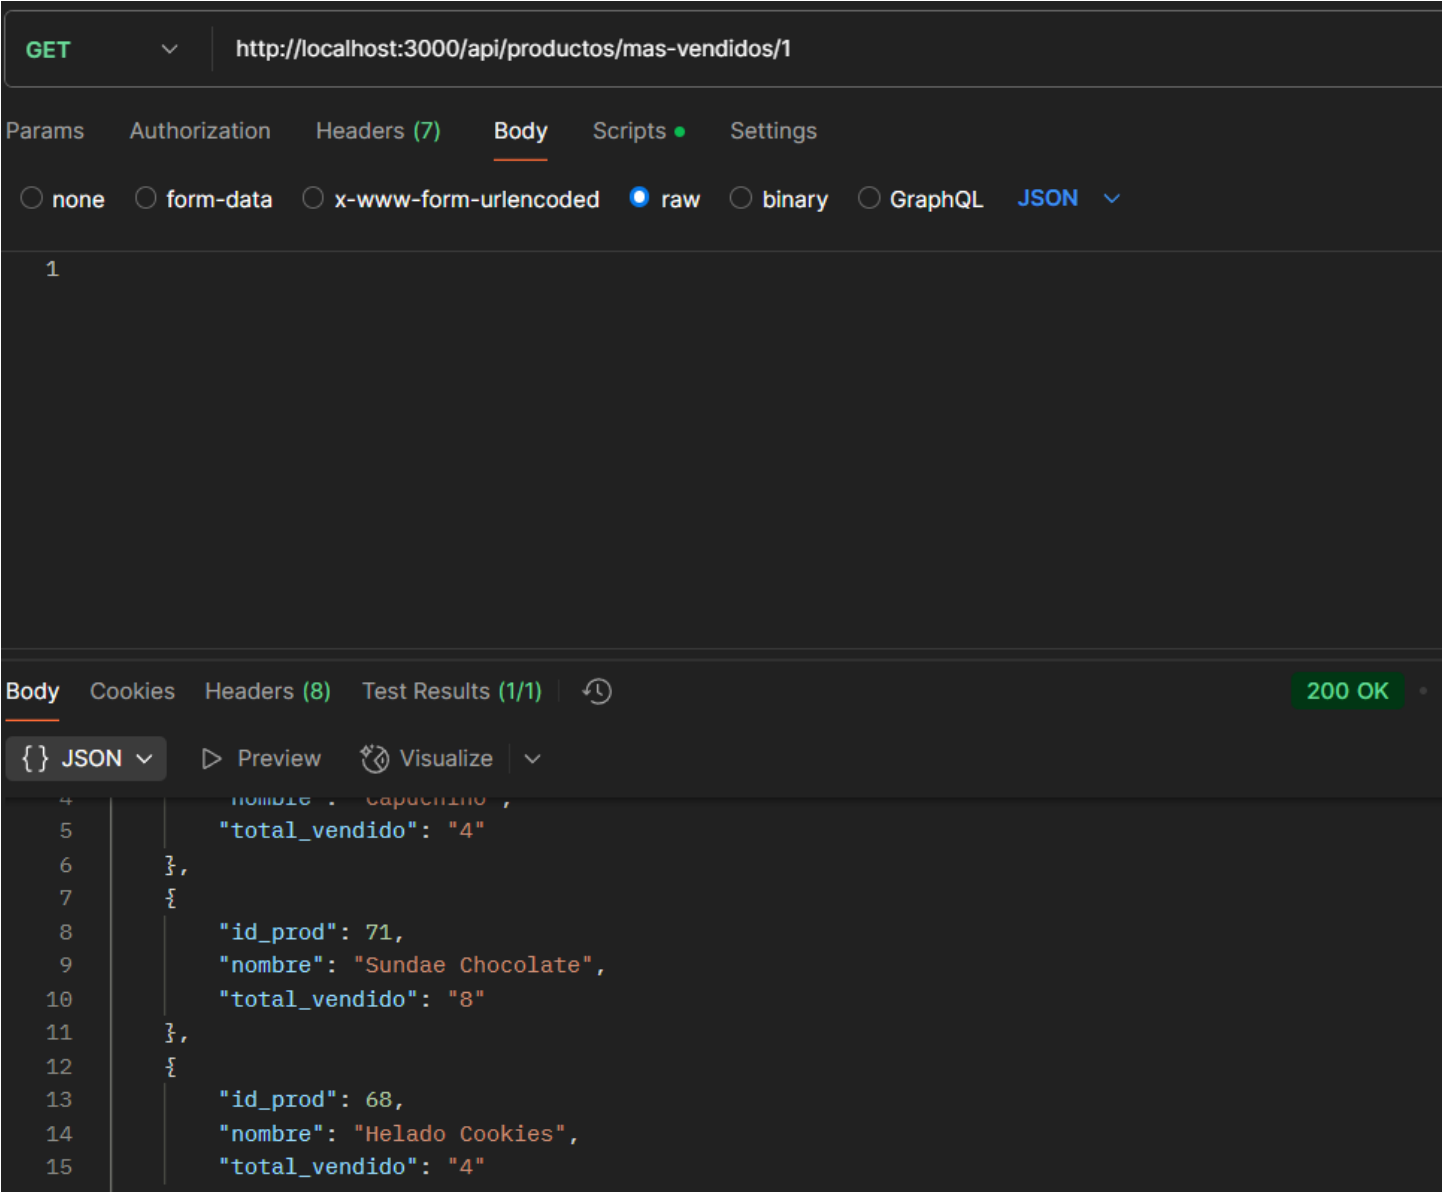 GET http://localhost:3000/api/productos/mas-vendidos/1
Params Authorization Headers (7) Body Scripts Settings
none form-data x-www-form-urlencoded raw binary GraphQL JSON
1
Body Cookies Headers (8) Test Results (1/1) 200 OK
{} JSON Preview Visualize
4 "nombre": "Capuchino",
5 "total_vendido": "4"
6 },
7 {
8 "id_prod": 71,
9 "nombre": "Sundae Chocolate",
10 "total_vendido": "8"
11 },
12 {
13 "id_prod": 68,
14 "nombre": "Helado Cookies",
15 "total_vendido": "4"